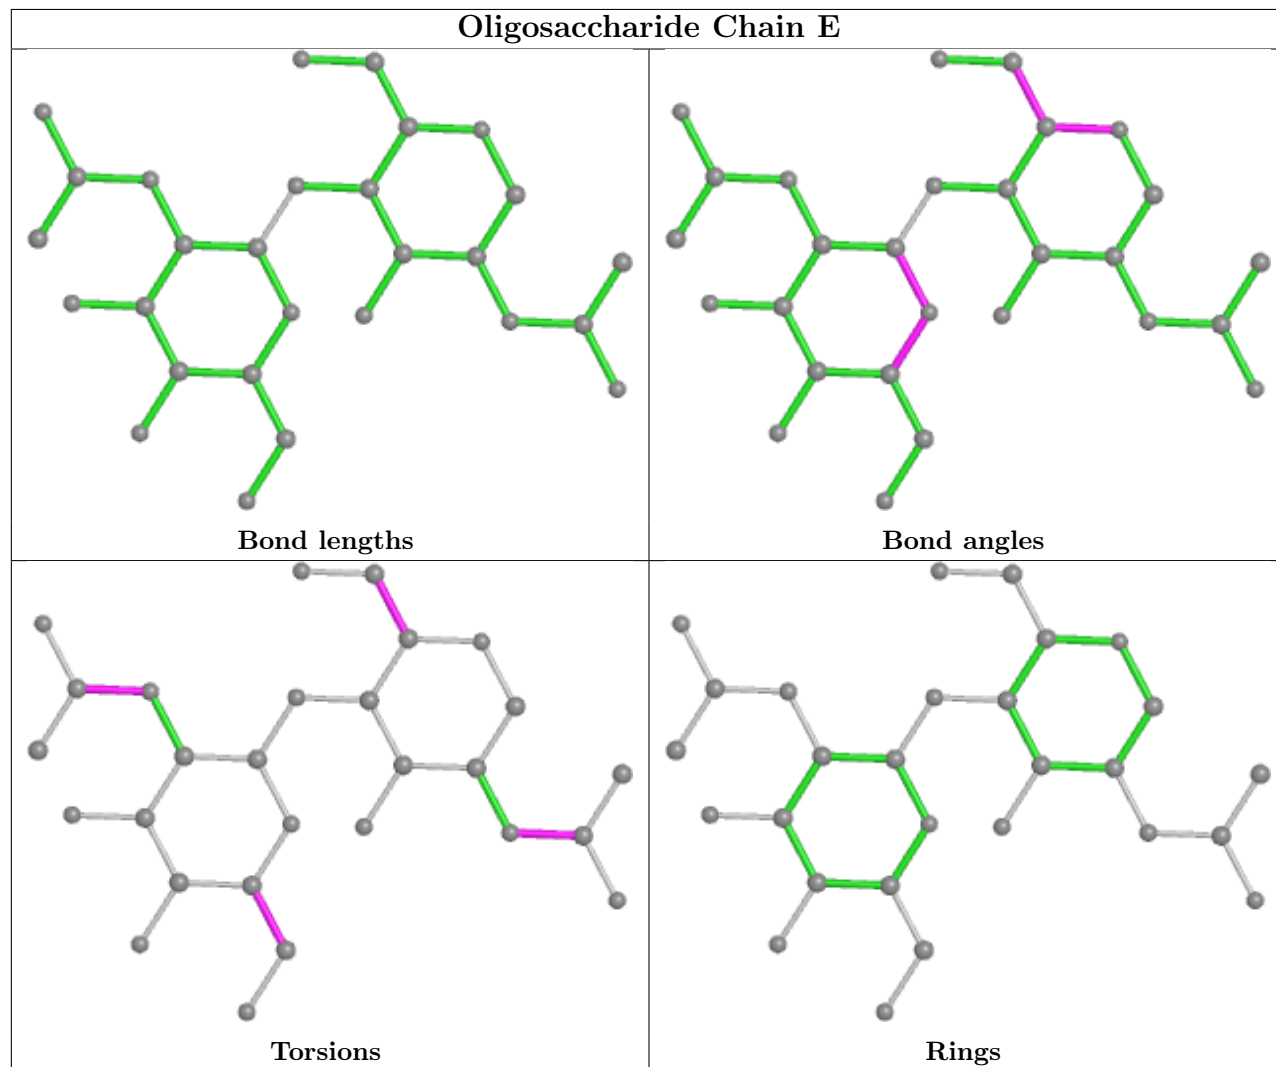 Oligosaccharide Chain E
Bond lengths
Bond angles
Torsions
Rings